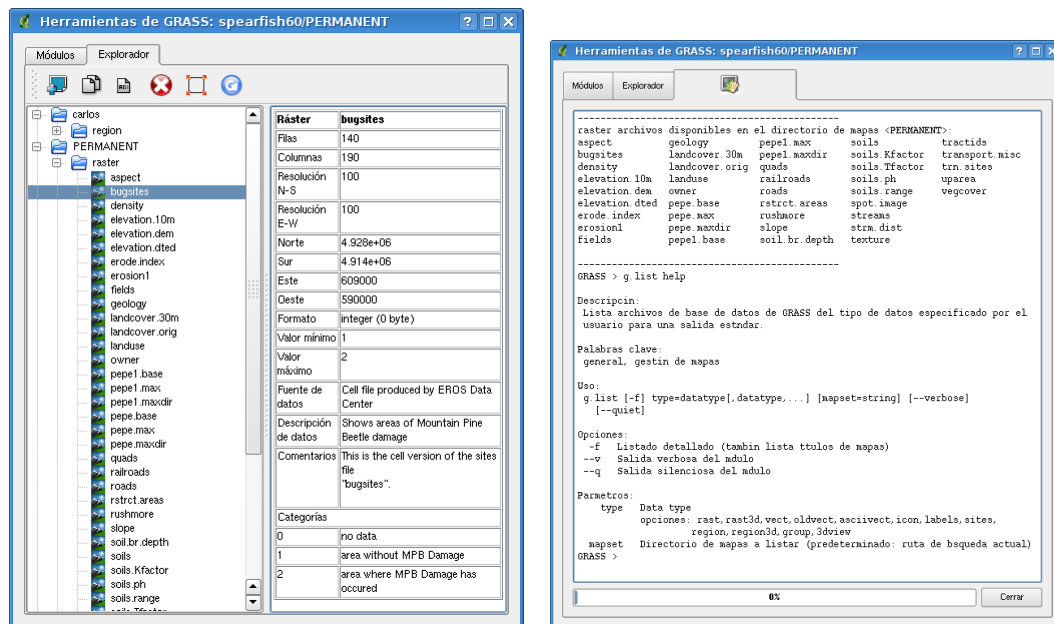 Herramientas de GRASS: spearfish60/PERMANENT
Módulos Explorador
carlos
region
PERMANENT
raster
aspect
bugsites
density
elevation.10m
elevation.dem
elevation.dted
erode.index
erosion1
fields
geology
landcover.30m
landcover.orig
landuse
owner
pepe1.base
pepe1.max
pepe1.maxdir
pepe.base
pepe.max
pepe.maxdir
quads
railroads
roads
rstrct.areas
rushmore
slope
soil.br.depth
soils
soils.Kfactor
soils.ph
soils.range
soils.Tfactor
Ráster bugsites
Filas 140
Columnas 190
Resolución N-S 100
Resolución E-W 100
Norte 4.928e+06
Sur 4.914e+06
Este 609000
Oeste 590000
Formato integer (0 byte)
Valor mínimo 1
Valor máximo 2
Fuente de datos Cell file produced by EROS Data Center
Descripción de datos Shows areas of Mountain Pine Beetle damage
Comentarios This is the cell version of the sites file "bugsites".
Categorías
0 no data
1 area without MPB Damage
2 area where MPB Damage has occured
Herramientas de GRASS: spearfish60/PERMANENT
Módulos Explorador
----------------------------------------------
raster archivos disponibles en el directorio de mapas <PERMANENT>:
aspect geology pepe1.max soils tractids
bugsites landcover.30m pepe1.maxdir soils.Kfactor transport.misc
density landcover.orig quads soils.Tfactor trn.sites
elevation.10m landuse railroads soils.ph uparea
elevation.dem owner roads soils.range vegcover
elevation.dted pepe.base rstrct.areas spot.image
erode.index pepe.max rushmore streams
erosion1 pepe.maxdir slope strm.dist
fields pepe1.base soil.br.depth texture
----------------------------------------------
GRASS > g.list help
Descripcin:
Lista archivos de base de datos de GRASS del tipo de datos especificado por el
usuario para una salida estndar.
Palabras clave:
general, gestin de mapas
Uso:
g.list [-f] type=datatype[,datatype,...] [mapset=string] [--verbose]
[--quiet]
Opciones:
-f Listado detallado (tambin lista ttulos de mapas)
--v Salida verbosa del mdulo
--q Salida silenciosa del mdulo
Parmetros:
type Data type
opciones: rast,rast3d,vect,oldvect,asciivect,icon,labels,sites,
region,region3d,group,3dview
mapset Directorio de mapas a listar (predeterminado: ruta de bsqueda actual)
GRASS >
0%
Cerrar